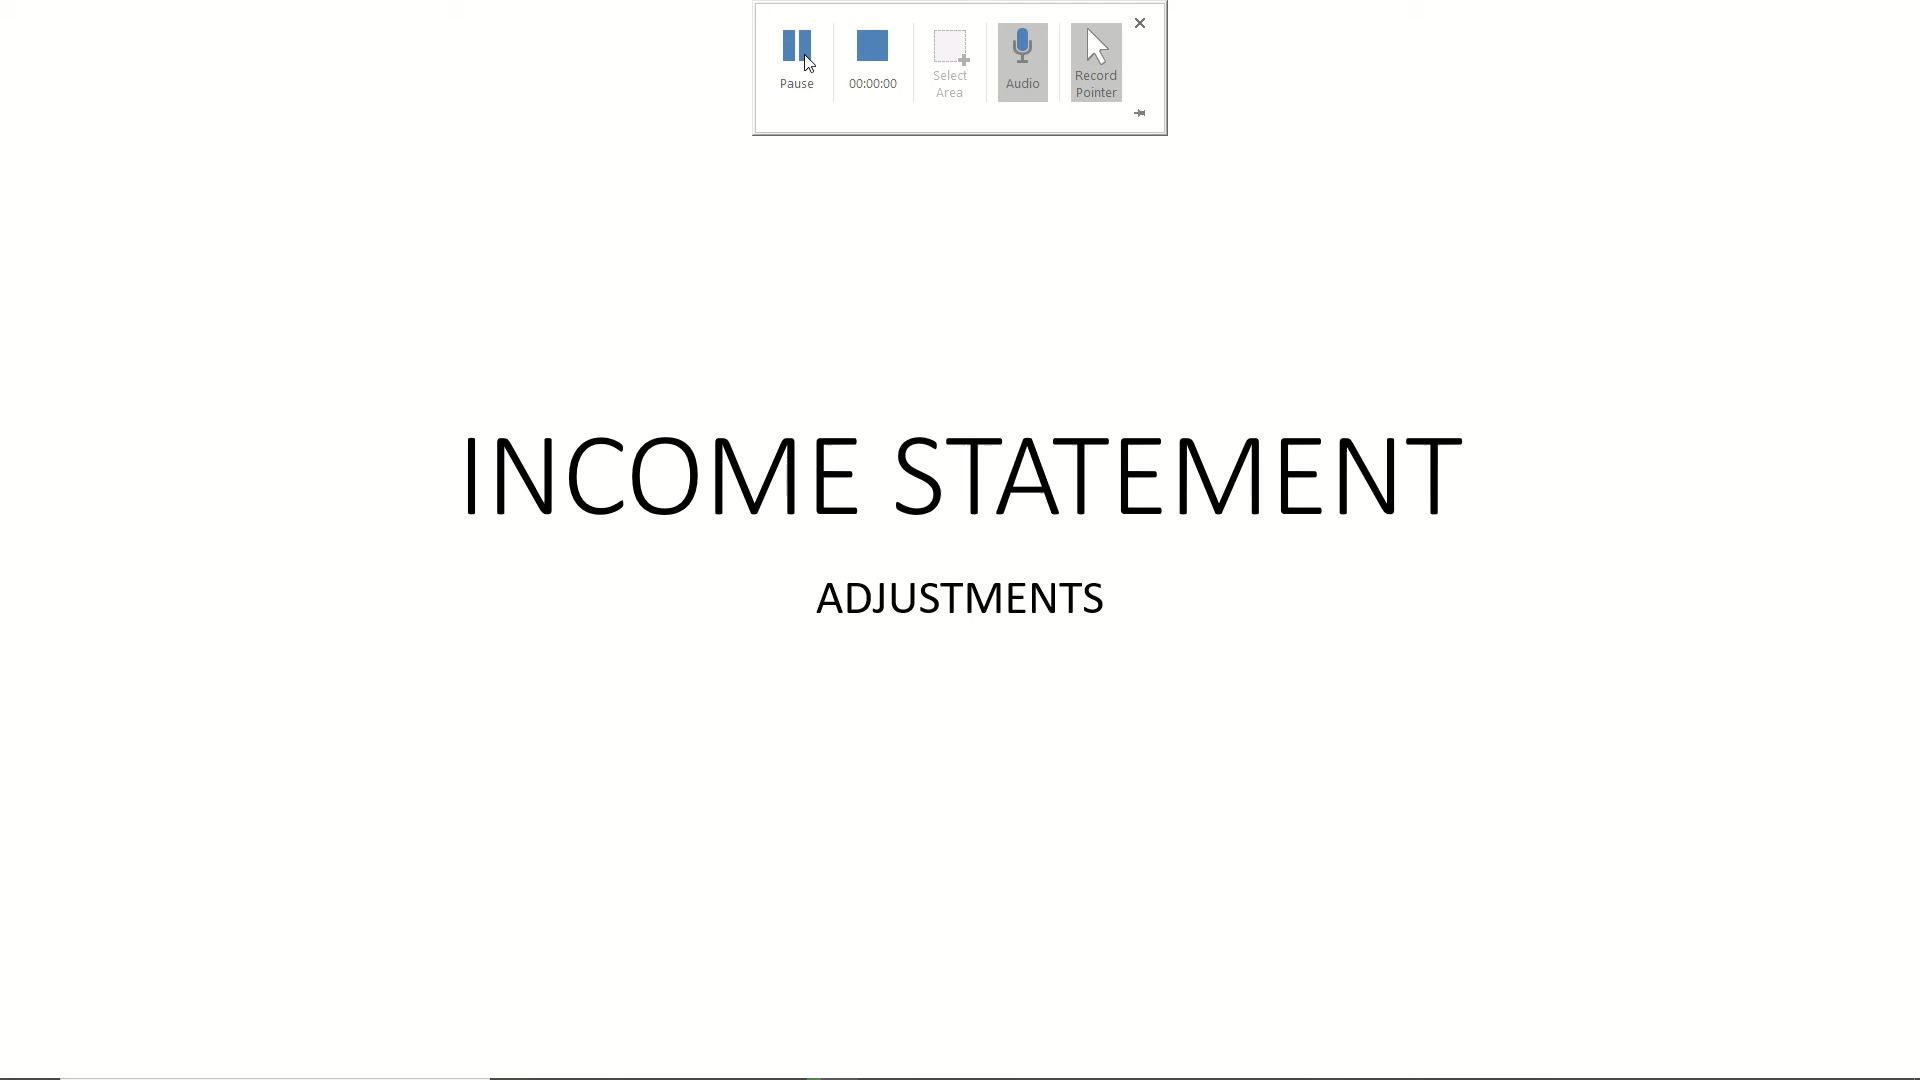 Pause
00:00:00
Select
Area
Audio
Record
Pointer
INCOME STATEMENT
ADJUSTMENTS